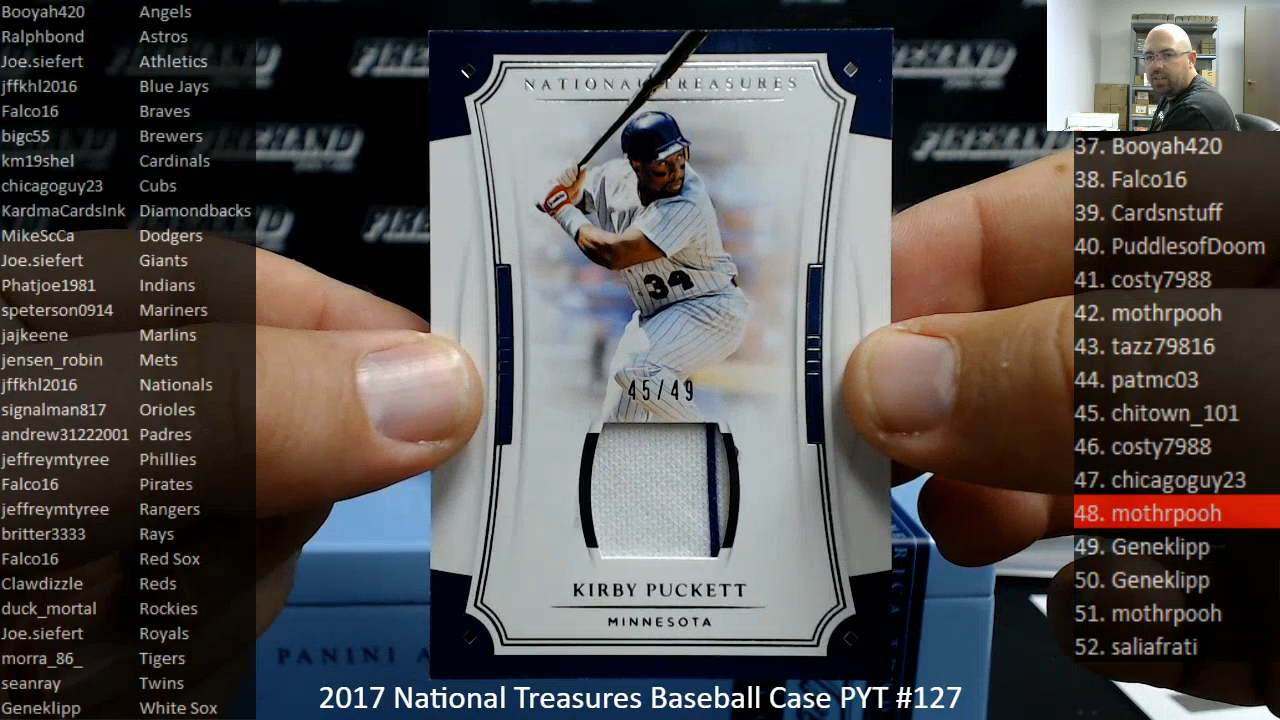 Booyah420 Angels
Ralphbond Astros
Joe.siefert Athletics
jffkhl2016 Blue Jays
Falco16 Braves
bigc55 Brewers
km19shel Cardinals
chicagoguy23 Cubs
KardmaCardsInk Diamondbacks
MikeScCa Dodgers
Joe.siefert Giants
Phatjoe1981 Indians
speterson0914 Mariners
jajkeene Marlins
jensen_robin Mets
jffkhl2016 Nationals
signalman817 Orioles
andrew31222001 Padres
jeffreymtyree Phillies
Falco16 Pirates
jeffreymtyree Rangers
britter3333 Rays
Falco16 Red Sox
Clawdizzle Reds
duck_mortal Rockies
Joe.siefert Royals
morra_86_ Tigers
seanray Twins
Geneklipp White Sox
NATIONAL TREASURES
34
45/49
KIRBY PUCKETT
MINNESOTA
PANINI
2017 National Treasures Baseball Case PYT #127
37. Booyah420
38. Falco16
39. Cardsnstuff
40. PuddlesofDoom
41. costy7988
42. mothrpooh
43. tazz79816
44. patmc03
45. chitown_101
46. costy7988
47. chicagoguy23
48. mothrpooh
49. Geneklipp
50. Geneklipp
51. mothrpooh
52. saliafrati